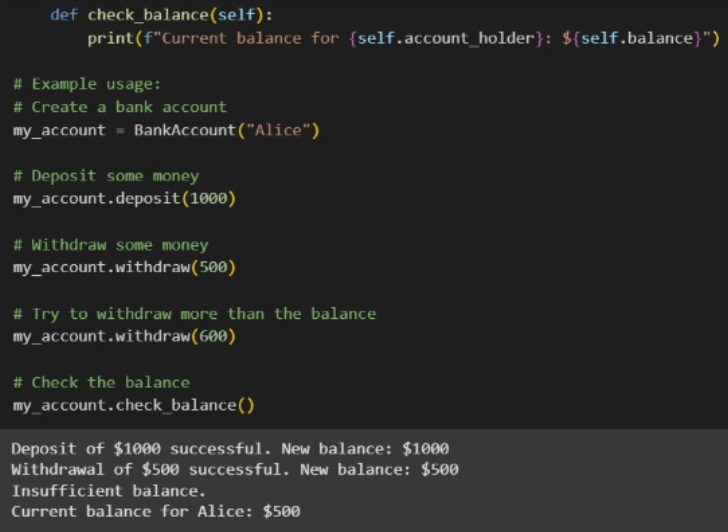 def check_balance(self):
print(f"Current balance for {self.account_holder}: ${self.balance}")
# Example usage:
# Create a bank account
my_account = BankAccount("Alice")
# Deposit some money
my_account.deposit(1000)
# Withdraw some money
my_account.withdraw(500)
# Try to withdraw more than the balance
my_account.withdraw(600)
# Check the balance
my_account.check_balance()
Deposit of $1000 successful. New balance: $1000
Withdrawal of $500 successful. New balance: $500
Insufficient balance.
Current balance for Alice: $500